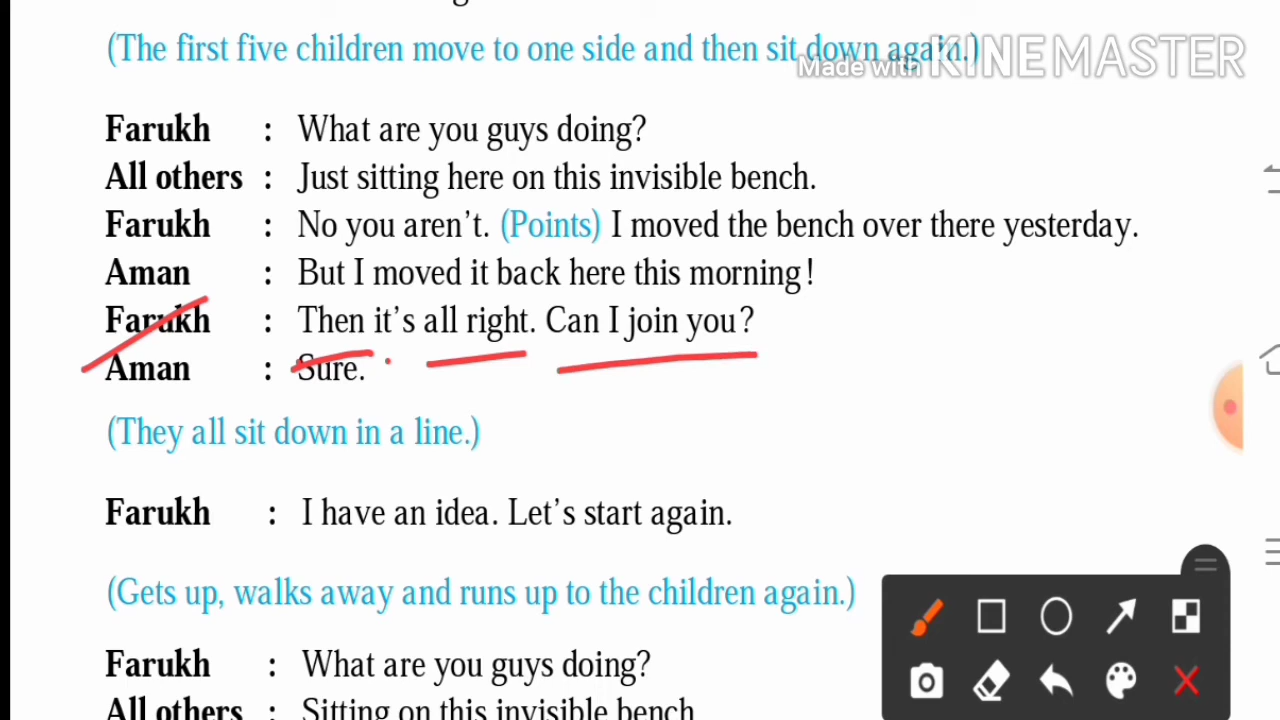 (The first five children move to one side and then sit down again.)
Made with KINEMASTER
Farukh : What are you guys doing?
All others : Just sitting here on this invisible bench.
Farukh : No you aren't. (Points) I moved the bench over there yesterday.
Aman : But I moved it back here this morning!
Farukh : Then it's all right. Can I join you?
Aman : Sure.
(They all sit down in a line.)
Farukh : I have an idea. Let's start again.
(Gets up, walks away and runs up to the children again.)
Farukh : What are you guys doing?
All others : Sitting on this invisible bench